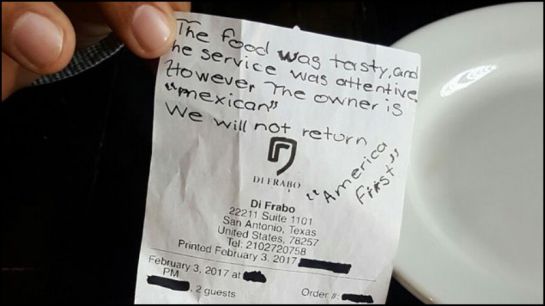 The food was tasty, and
he service was attentive.
However The owner is
"mexican"
We will not return
"America
First"
DI FRABO
Di Frabo
22211 Suite 1101
San Antonio, Texas
United States, 78257
Tel: 2102720758
Printed February 3, 2017
February 3, 2017 at
PM
, 2 guests
Order #: